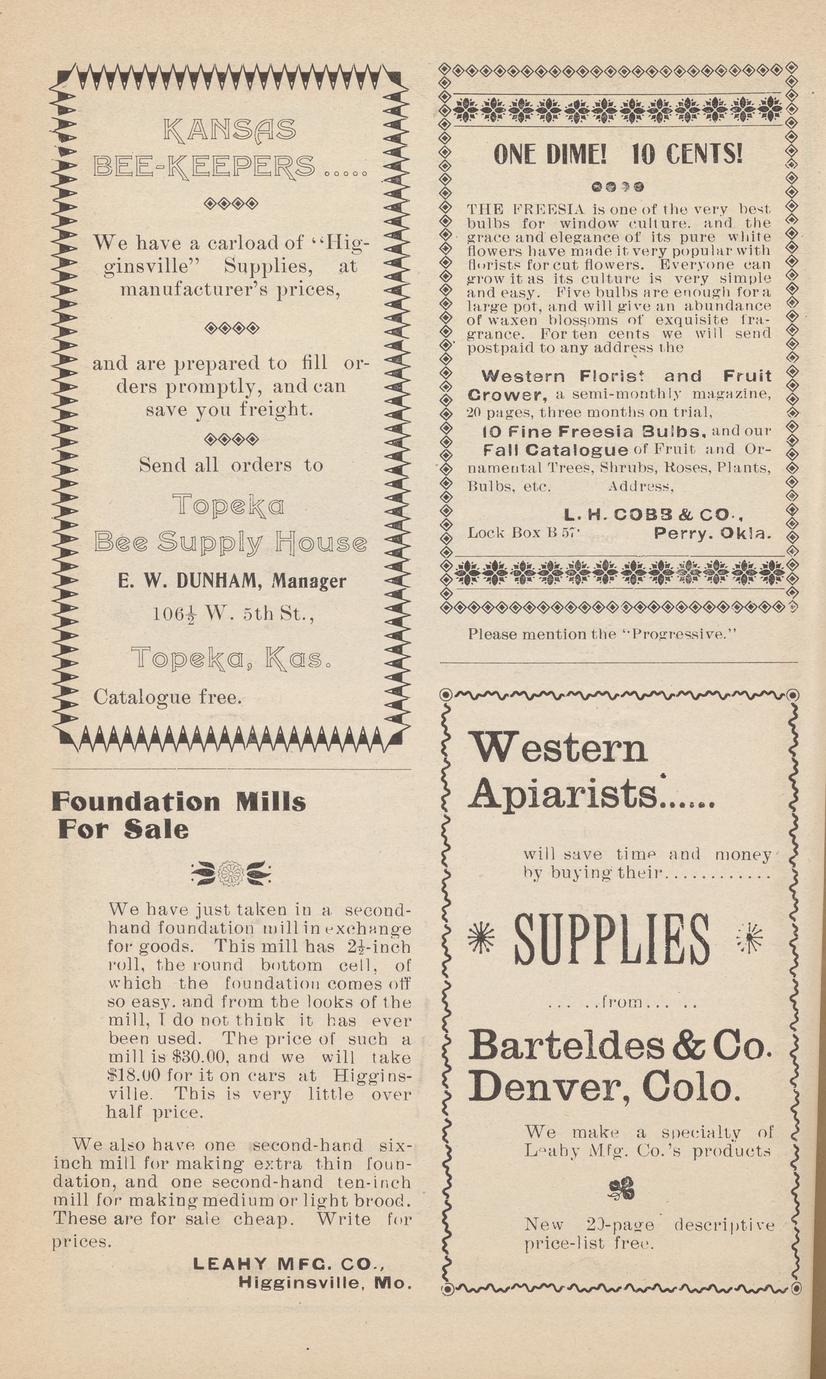 KANSAS
BEE-KEEPERS .....
We have a carload of “Hig-
ginsville” Supplies, at
manufacturer's prices,
and are prepared to fill or-
ders promptly, and can
save you freight.
Send all orders to
Topeka
Bee Supply House
E. W. DUNHAM, Manager
106½ W. 5th St.,
Topeka, Kas.
Catalogue free.
Foundation Mills
For Sale
We have just taken in a second-
hand foundation mill in exchange
for goods. This mill has 2½-inch
roll, the round bottom cell, of
which the foundation comes off
so easy. and from the looks of the
mill, I do not think it has ever
been used. The price of such a
mill is $30.00, and we will take
$18.00 for it on cars at Higgins-
ville. This is very little over
half price.
We also have one second-hand six-
inch mill for making extra thin foun-
dation, and one second-hand ten-inch
mill for making medium or light brood.
These are for sale cheap. Write for
prices.
LEAHY MFG. CO.,
Higginsville, Mo.
ONE DIME! 10 CENTS!
THE FREESIA is one of the very best
bulbs for window culture. and the
grace and elegance of its pure white
flowers have made it very popular with
florists for cut flowers. Everyone can
grow it as its culture is very simple
and easy. Five bulbs are enough for a
large pot, and will give an abundance
of waxen blossoms of exquisite fra-
grance. For ten cents we will send
postpaid to any address the
Western Florist and Fruit
Grower, a semi-monthly magazine,
20 pages, three months on trial,
10 Fine Freesia Bulbs, and our
Fall Catalogue of Fruit and Or-
namental Trees, Shrubs, Roses, Plants,
Bulbs, etc. Address,
L. H. COBB & CO.,
Lock Box B 57. Perry. Okla.
Please mention the “Progressive.”
Western
Apiarists'......
will save time and money
by buying their............
SUPPLIES
... ..from... ..
Barteldes & Co.
Denver, Colo.
We make a specialty of
Leahy Mfg. Co.'s products
New 20-page descriptive
price-list free.